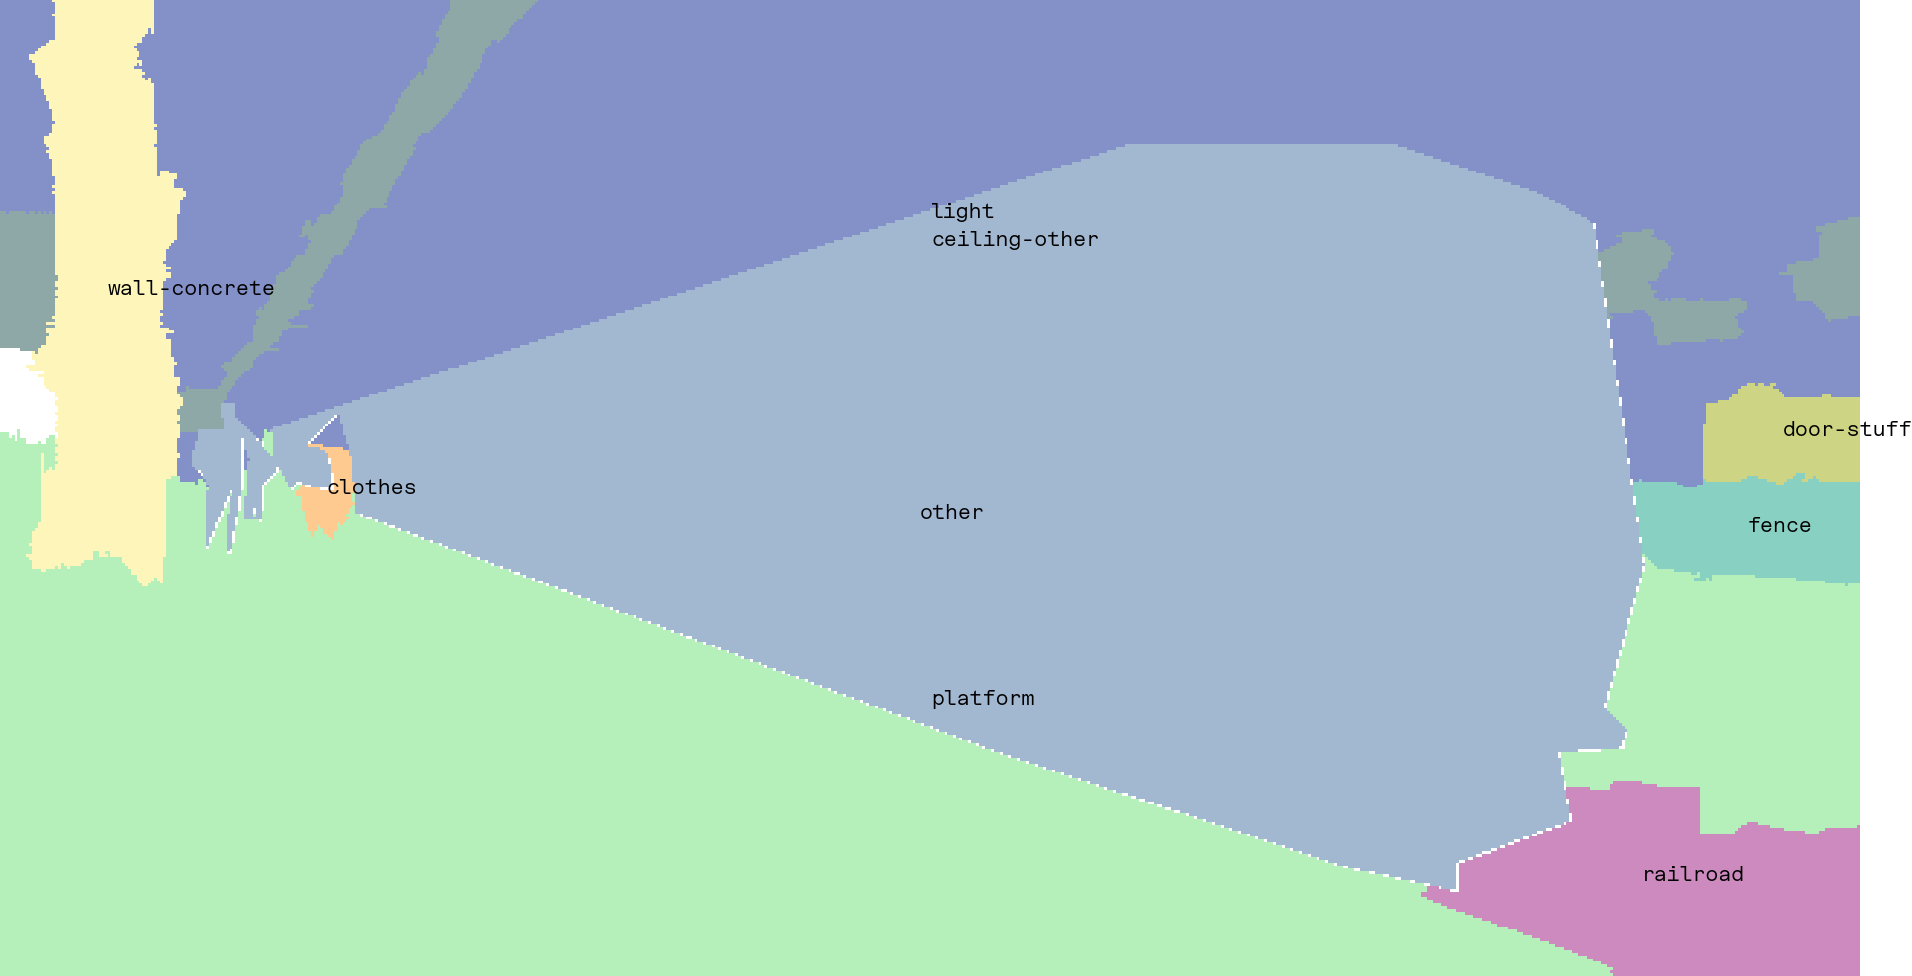 light
ceiling-other
wall-concrete
door-stuff
clothes
other
fence
platform
railroad